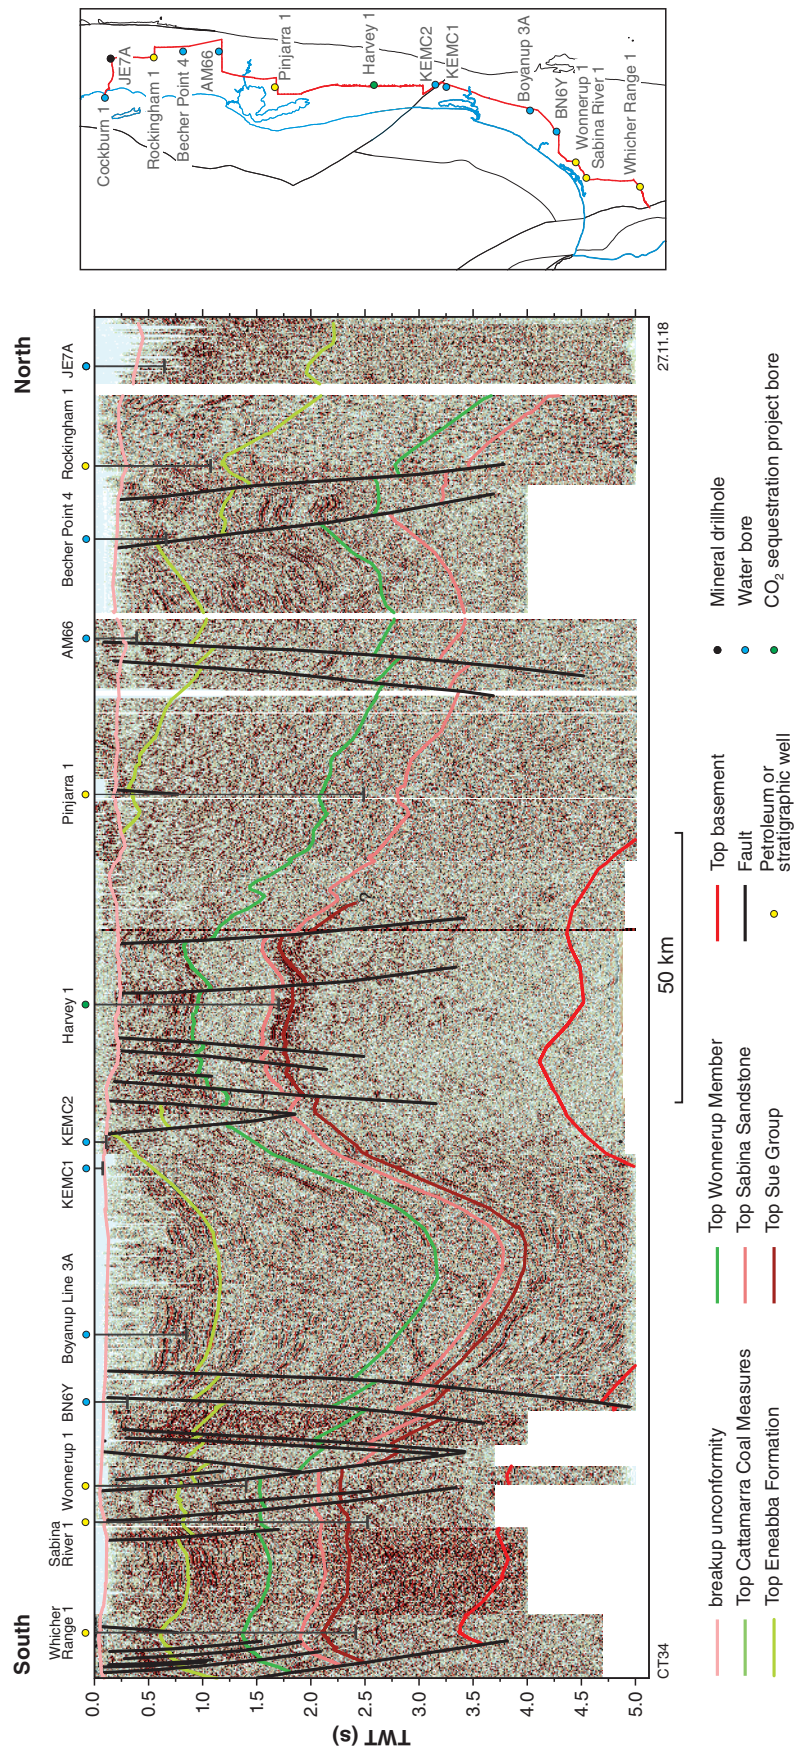 South
North
Whicher
Range 1
Sabina
River 1
Wonnerup 1
BN6Y
Boyanup Line 3A
KEMC1
KEMC2
Harvey 1
Pinjarra 1
AM66
Becher Point 4
Rockingham 1
JE7A
TWT (s)
0.0
0.5
1.0
1.5
2.0
2.5
3.0
3.5
4.0
4.5
5.0
?
CT34
50 km
27.11.18
breakup unconformity
Top Cattamarra Coal Measures
Top Eneabba Formation
Top Wonnerup Member
Top Sabina Sandstone
Top Sue Group
Top basement
Fault
Petroleum or
stratigraphic well
Mineral drillhole
Water bore
CO2 sequestration project bore
Cockburn 1
JE7A
Rockingham 1
Becher Point 4
AM66
Pinjarra 1
Harvey 1
KEMC2
KEMC1
Boyanup 3A
BN6Y
Wonnerup 1
Sabina River 1
Whicher Range 1